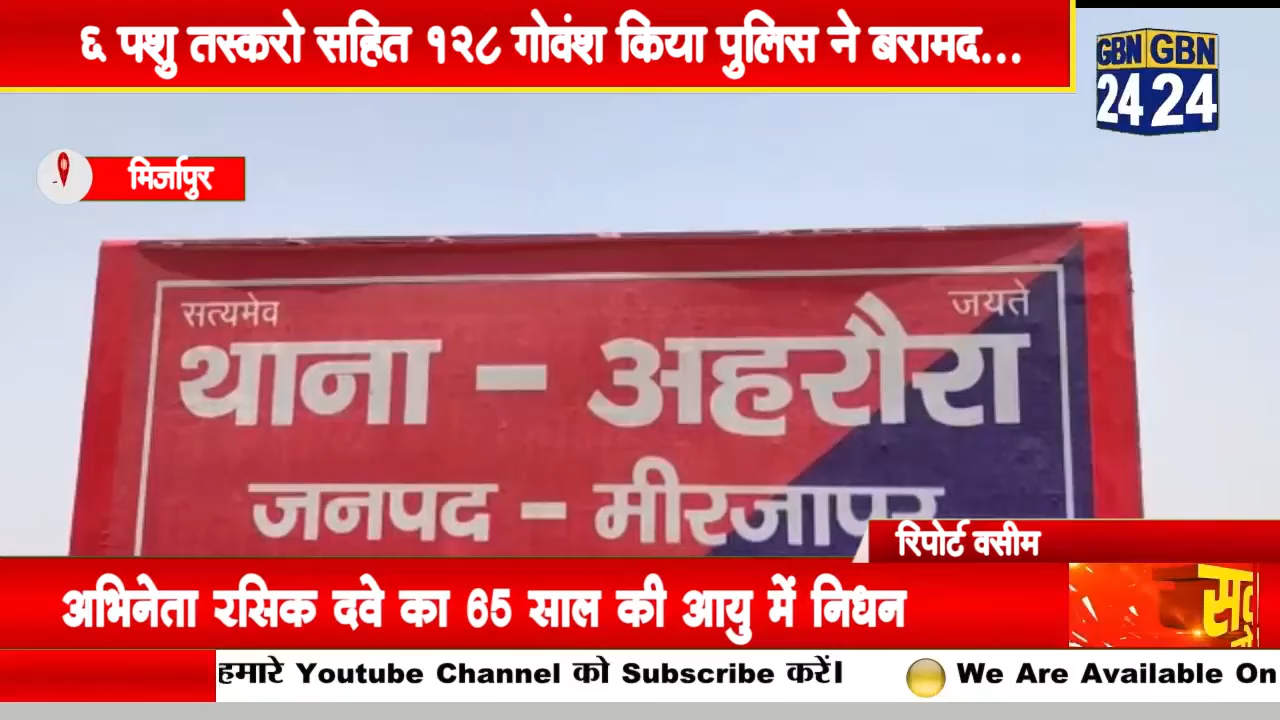 ६ पशु तस्करो सहित १२८ गोवंश किया पुलिस ने बरामद...
GBN GBN
24 24
मिर्जापुर
सत्यमेव जयते
थाना - अहरौरा
जनपद - मीरजापुर
रिपोर्ट वसीम
अभिनेता रसिक दवे का 65 साल की आयु में निधन
हमारे Youtube Channel को Subscribe करें। We Are Available On